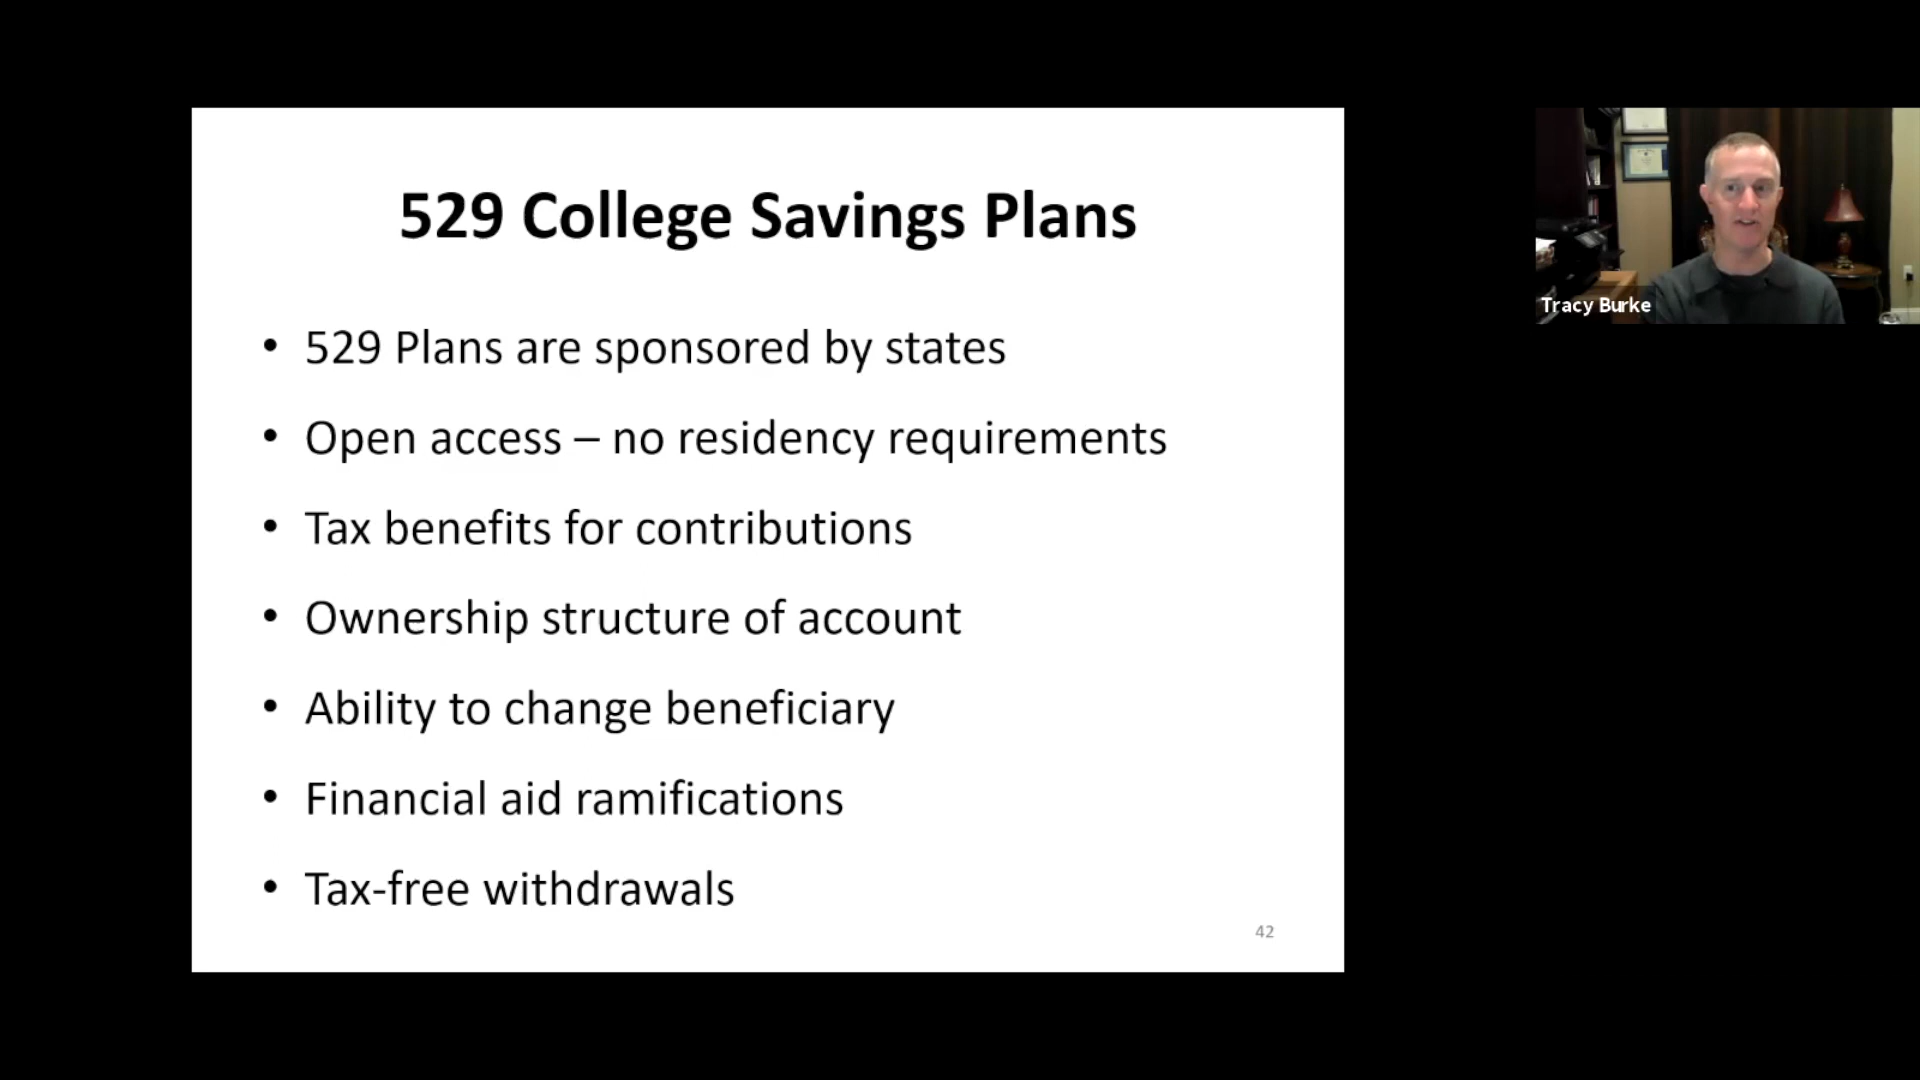 529 College Savings Plans
• 529 Plans are sponsored by states
• Open access – no residency requirements
• Tax benefits for contributions
• Ownership structure of account
• Ability to change beneficiary
• Financial aid ramifications
• Tax-free withdrawals
42
Tracy Burke